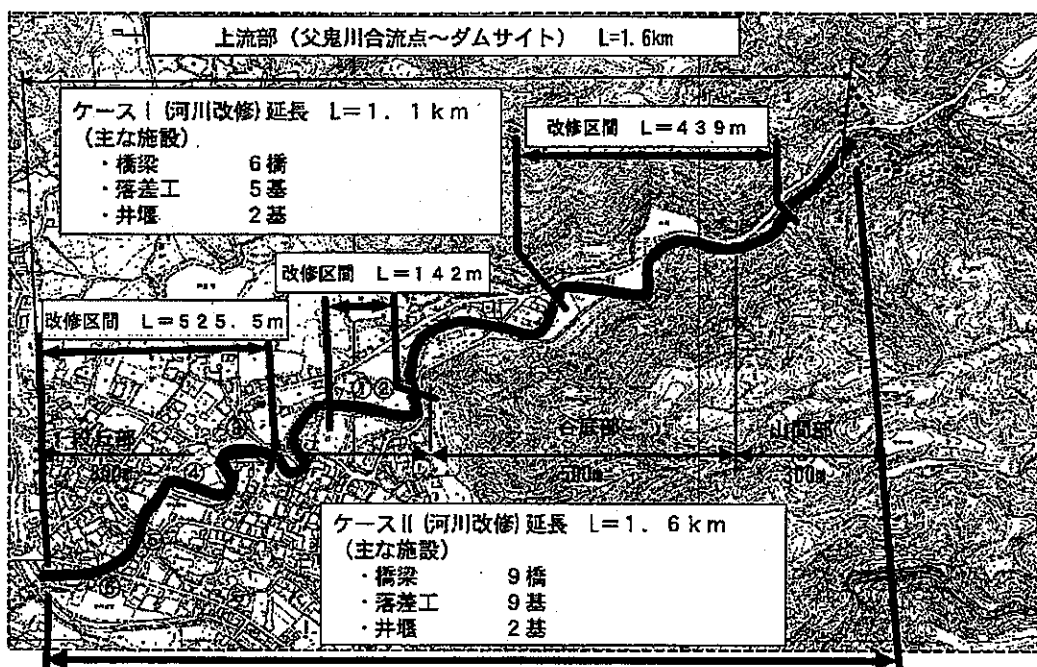 上流部(父鬼川合流点~ダムサイト) L=1.6km
ケースⅠ(河川改修)延長 L=1.1km
(主な施設)
・橋梁 6橋
・落差工 5基
・井堰 2基
改修区間 L=439m
改修区間 L=142m
改修区間 L=525.5m
①②
③
④
谷底部
山間部
500m
300m
ケースⅡ(河川改修)延長 L=1.6km
(主な施設)
・橋梁 9橋
・落差工 9基
・井堰 2基